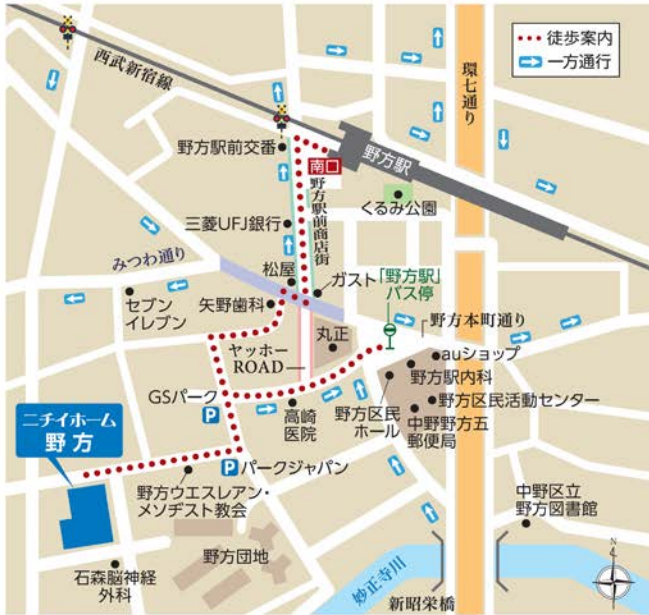 徒歩案内
一方通行
西武新宿線
環七通り
野方駅前交番
南口
野方駅
くるみ公園
三菱UFJ銀行
野方駅前商店街
みつわ通り
松屋
ガスト
「野方駅」
バス停
セブン
イレブン
矢野歯科
野方本町通り
丸正
ヤッホー
ROAD
auショップ
野方駅内科
野方区民活動センター
GSパーク
P
高崎
医院
野方区民
ホール
中野野方五
郵便局
ニチイホーム
野方
P
パークジャパン
野方ウエスレアン・
メソヂスト教会
中野区立
野方図書館
野方団地
石森脳神経
外科
妙正寺川
新昭栄橋
N